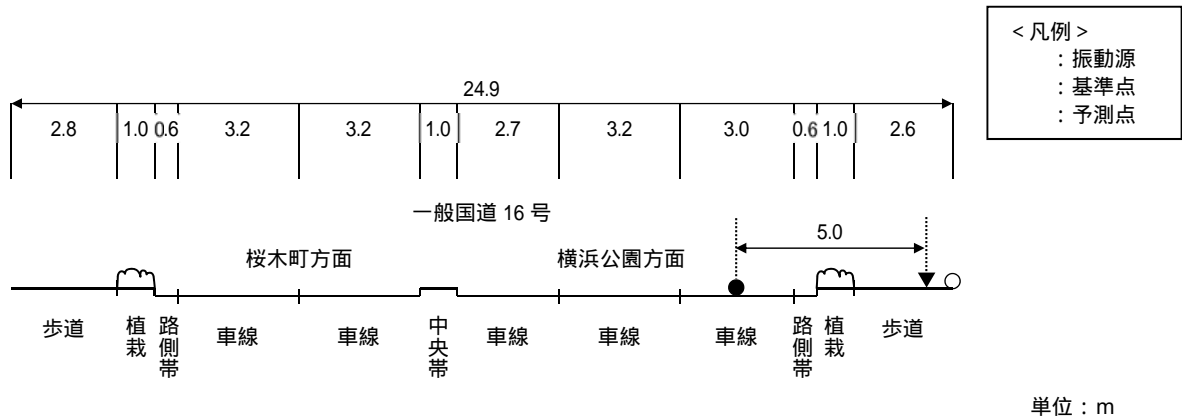 <凡例>
:振動源
:基準点
:予測点
24.9
2.8 1.0 0.6 3.2 3.2 1.0 2.7 3.2 3.0 0.6 1.0 2.6
一般国道 16 号
5.0
桜木町方面 横浜公園方面
歩道 植栽 路側帯 車線 車線 中央帯 車線 車線 車線 路側帯 植栽 歩道
単位:m